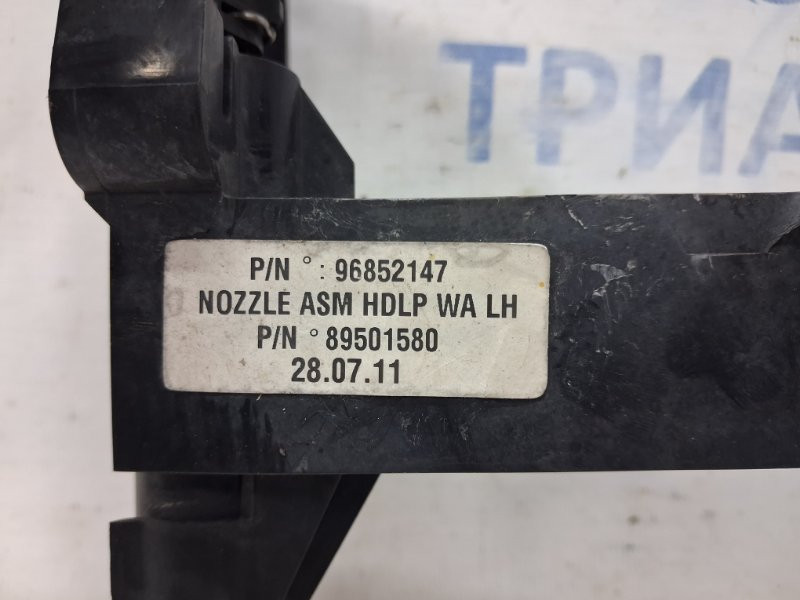 ТРИА
P/N °: 96852147
NOZZLE ASM HDLP WA LH
P/N °89501580
28.07.11